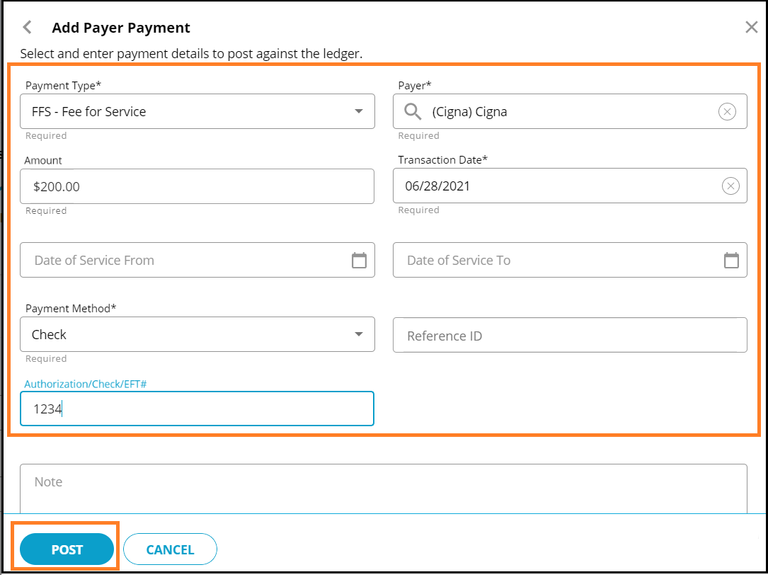 Add Payer Payment
Select and enter payment details to post against the ledger.
Payment Type*
Payer*
FFS - Fee for Service
(Cigna) Cigna
Required
Required
Amount
Transaction Date*
$200.00
06/28/2021
Required
Required
Date of Service From
Date of Service To
Payment Method*
Check
Reference ID
Required
Authorization/Check/EFT#
1234
Note
POST
CANCEL